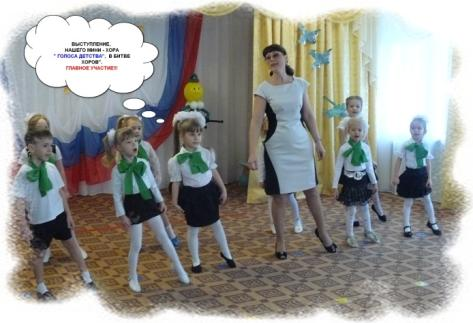 ВЫСТУПЛЕНИЕ.
НАШЕГО МИНИ - ХОРА
" ГОЛОСА ДЕТСТВА", В БИТВЕ
ХОРОВ".
ГЛАВНОЕ УЧАСТИЕ!!!